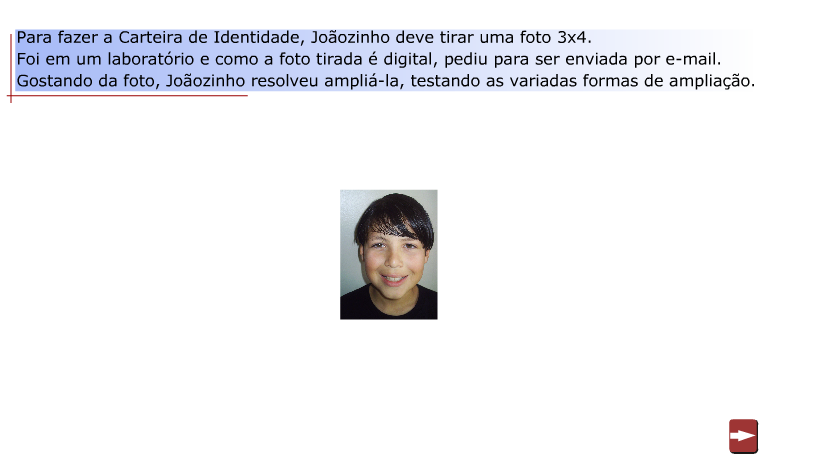 Para fazer a Carteira de Identidade, Joãozinho deve tirar uma foto 3x4.
Foi em um laboratório e como a foto tirada é digital, pediu para ser enviada por e-mail.
Gostando da foto, Joãozinho resolveu ampliá-la, testando as variadas formas de ampliação.